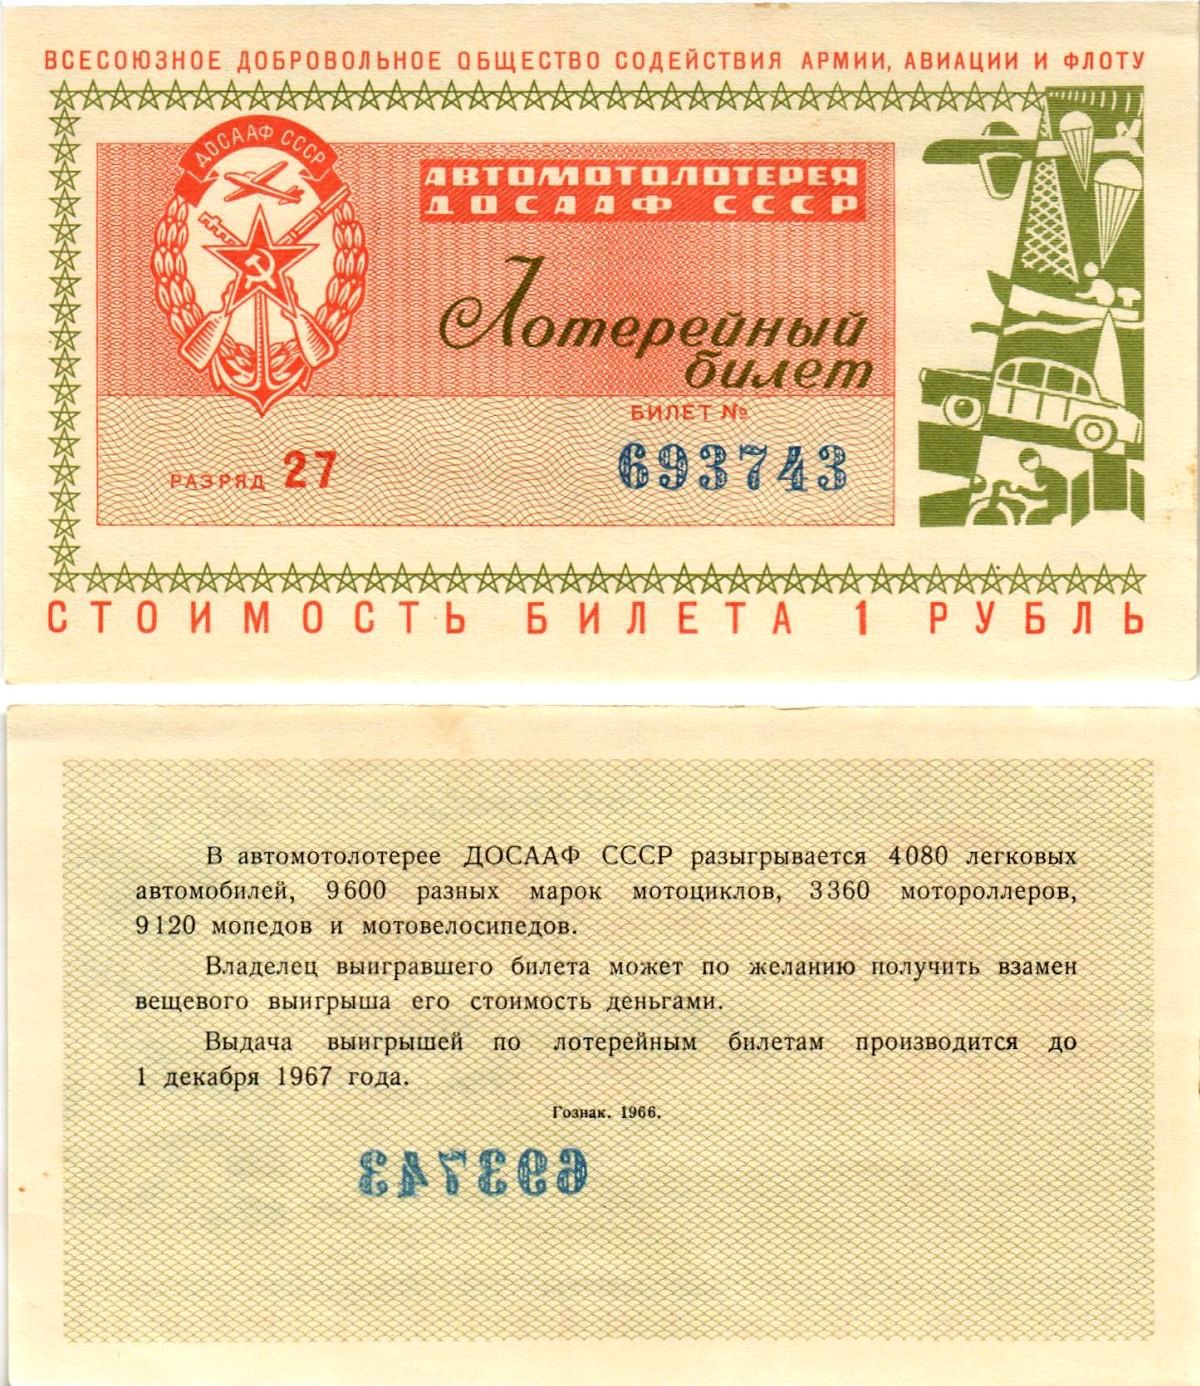 ВСЕСОЮЗНОЕ ДОБРОВОЛЬНОЕ ОБЩЕСТВО СОДЕЙСТВИЯ АРМИИ, АВИАЦИИ И ФЛОТУ
ДОСААФ СССР
АВТОМОТОЛОТЕРЕЯ
ДОСААФ СССР
Лотерейный
билет
БИЛЕТ №
РАЗРЯД 27
693743
СТОИМОСТЬ БИЛЕТА 1 РУБЛЬ
В автомотолотерее ДОСААФ СССР разыгрывается 4080 легковых
автомобилей, 9600 разных марок мотоциклов, 3360 мотороллеров,
9120 мопедов и мотовелосипедов.
Владелец выигравшего билета может по желанию получить взамен
вещевого выигрыша его стоимость деньгами.
Выдача выигрышей по лотерейным билетам производится до
1 декабря 1967 года.
Гознак. 1966.
693743